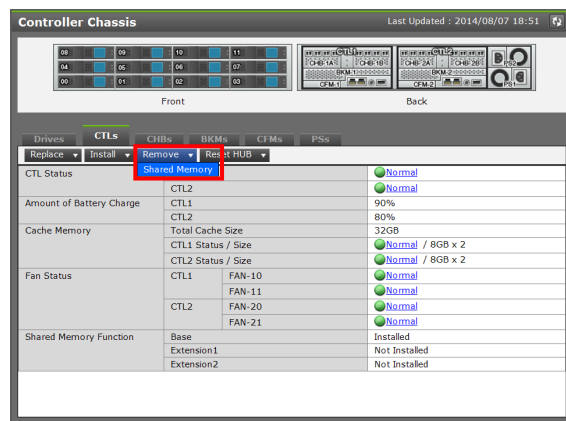 Controller Chassis
Last Updated : 2014/08/07 18:51
08 09 10 11
04 05 06 07
00 01 02 03
Front
CTL1 CTL2
CHB-1A CHB-1B CHB-2A CHB-2B PS2
BKM-1 BKM-2
CFM-1 CFM-2 PS1
Back
Drives CTLs CHBs BKMs CFMs PSs
Replace Install Remove Reset HUB
Shared Memory
CTL Status Normal
CTL2 Normal
Amount of Battery Charge CTL1 90%
CTL2 80%
Cache Memory Total Cache Size 32GB
CTL1 Status / Size Normal / 8GB x 2
CTL2 Status / Size Normal / 8GB x 2
Fan Status CTL1 FAN-10 Normal
FAN-11 Normal
CTL2 FAN-20 Normal
FAN-21 Normal
Shared Memory Function Base Installed
Extension1 Not Installed
Extension2 Not Installed